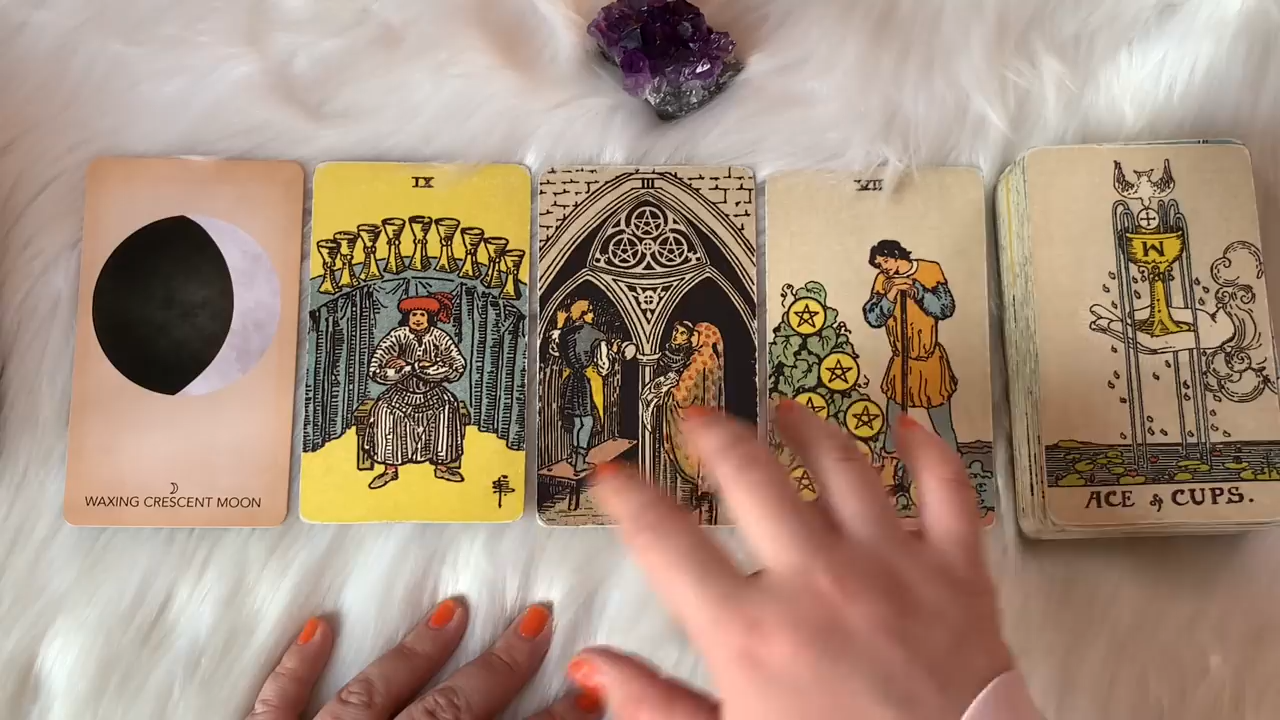 WAXING CRESCENT MOON
IX
III
VII
W
ACE of CUPS.